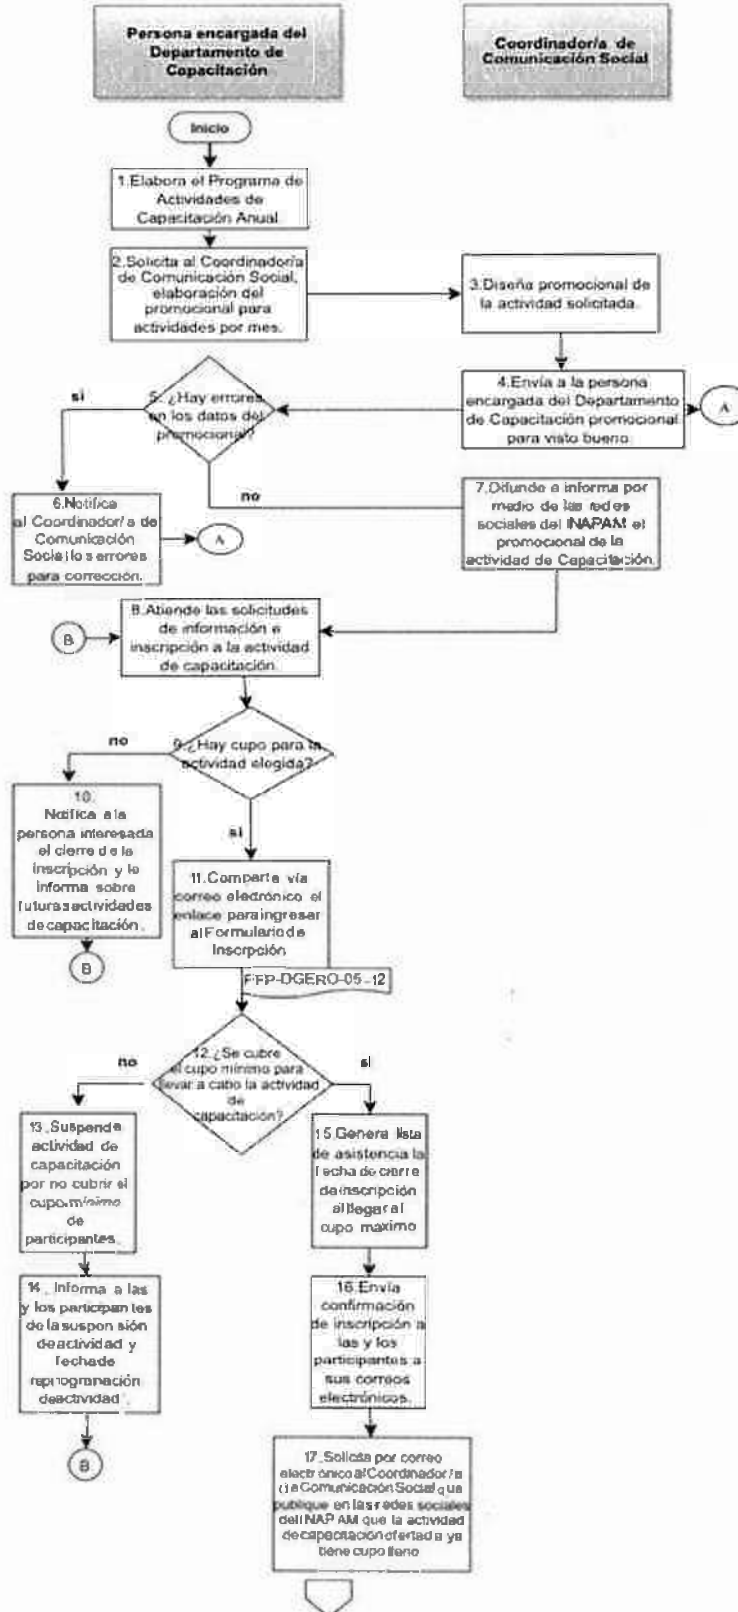 Persona encargada del
Departamento de
Capacitación
Coordinador/a de
Comunicación Social
Inicio
1.Elabora el Programa de
Actividades de
Capacitación Anual.
2.Solicita al Coordinador/a
de Comunicación Social,
elaboración del
promocional para
actividades por mes.
3.Diseña promocional de
la actividad solicitada.
4.Envía a la persona
encargada del Departamento
de Capacitación promocional
para visto bueno
A
si
5. ¿Hay errores
en los datos del
promocional?
no
6.Notifica
al Coordinador/a de
Comunicación
Social los errores
para corrección.
A
7.Difunde e informa por
medio de las redes
sociales del INAPAM el
promocional de la
actividad de Capacitación.
B
8.Atiende las solicitudes
de información e
inscripción a la actividad
de capacitación
no
9.¿Hay cupo para la
actividad elegida?
si
10.
Notifica a la
persona interesada
el cierre de la
inscripción y le
informa sobre
futuras actividades
de capacitación.
B
11.Comparte vía
correo electrónico el
enlace para ingresar
al Formulario de
Inscrpción
FFP-DGERO-05-12
no
12.¿Se cubre
el cupo mínimo para
llevar a cabo la actividad
de
capacitación?
si
13.Suspende
actividad de
capacitación
por no cubrir el
cupo mínimo
de
participantes.
14. Informa a las
y los participantes
de la suspensión
de actividad y
fecha de
reprogramación
de actividad.
B
15.Genera lista
de asistencia la
fecha de cierre
de inscripción
al llegar al
cupo maximo
16.Envía
confirmación
de inscripción a
las y los
participantes a
sus correos
electrónicos.
17.Solicita por correo
electrónico al Coordinador/a
de Comunicación Social que
publique en las redes sociales
del INAPAM que la actividad
de capacitación ofertada ya
tiene cupo lleno